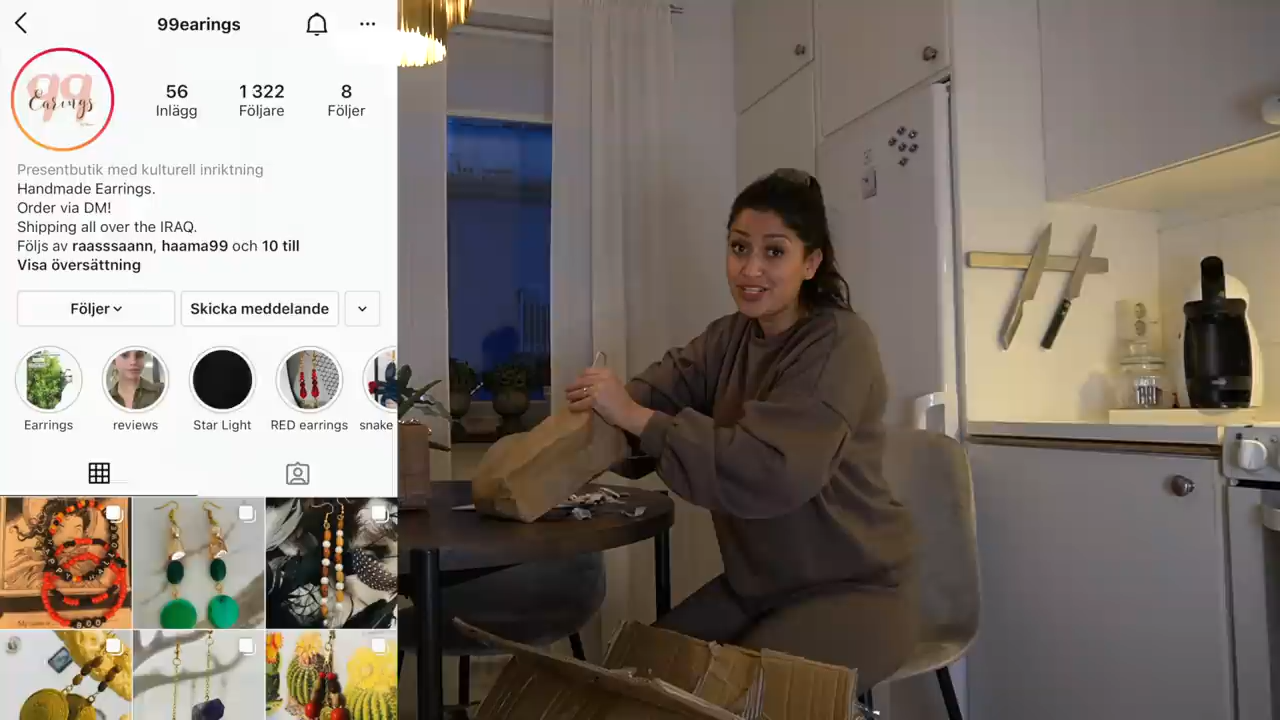 99earings
56
1 322
8
Inlägg
Följare
Följer
99
Earings
Presentbutik med kulturell inriktning
Handmade Earrings.
Order via DM!
Shipping all over the IRAQ.
Följs av raasssaann, haama99 och 10 till
Visa översättning
Följer
Skicka meddelande
Earrings
reviews
Star Light
RED earrings
snake